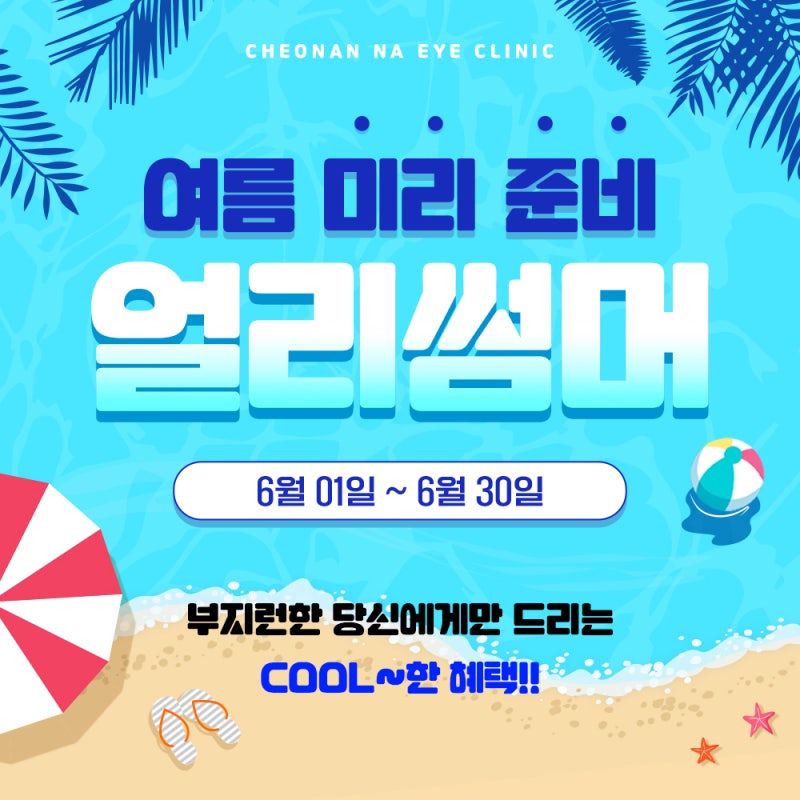 CHEONAN NA EYE CLINIC
여름 미리 준비
얼리썸머
6월 01일 ~ 6월 30일
부지런한 당신에게만 드리는
COOL~한 혜택!!